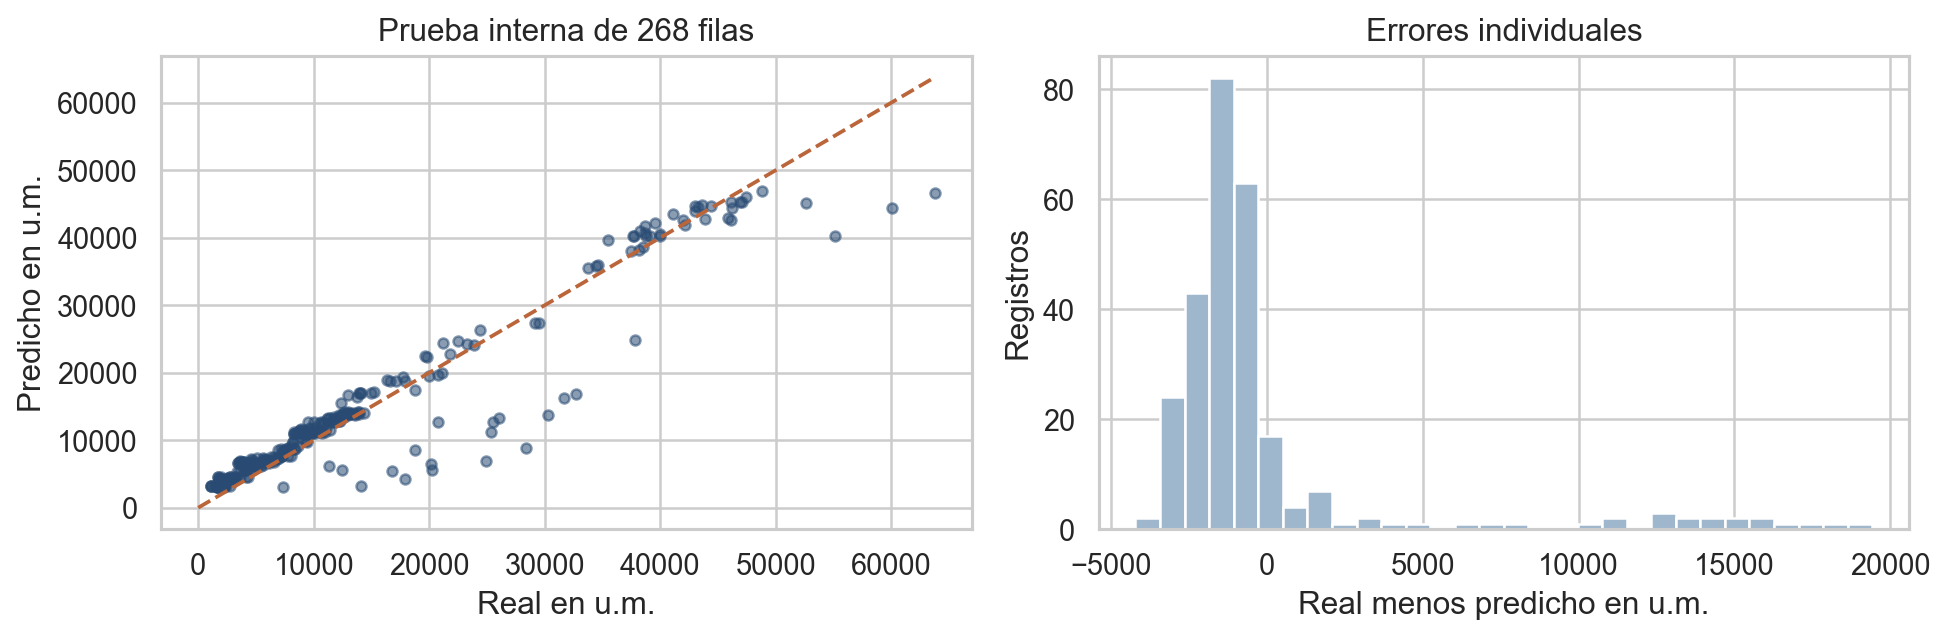 Prueba interna de 268 filas
Predicho en u.m.
60000
50000
40000
30000
20000
10000
0
0 10000 20000 30000 40000 50000 60000
Real en u.m.
Errores individuales
Registros
80
60
40
20
0
−5000 0 5000 10000 15000 20000
Real menos predicho en u.m.